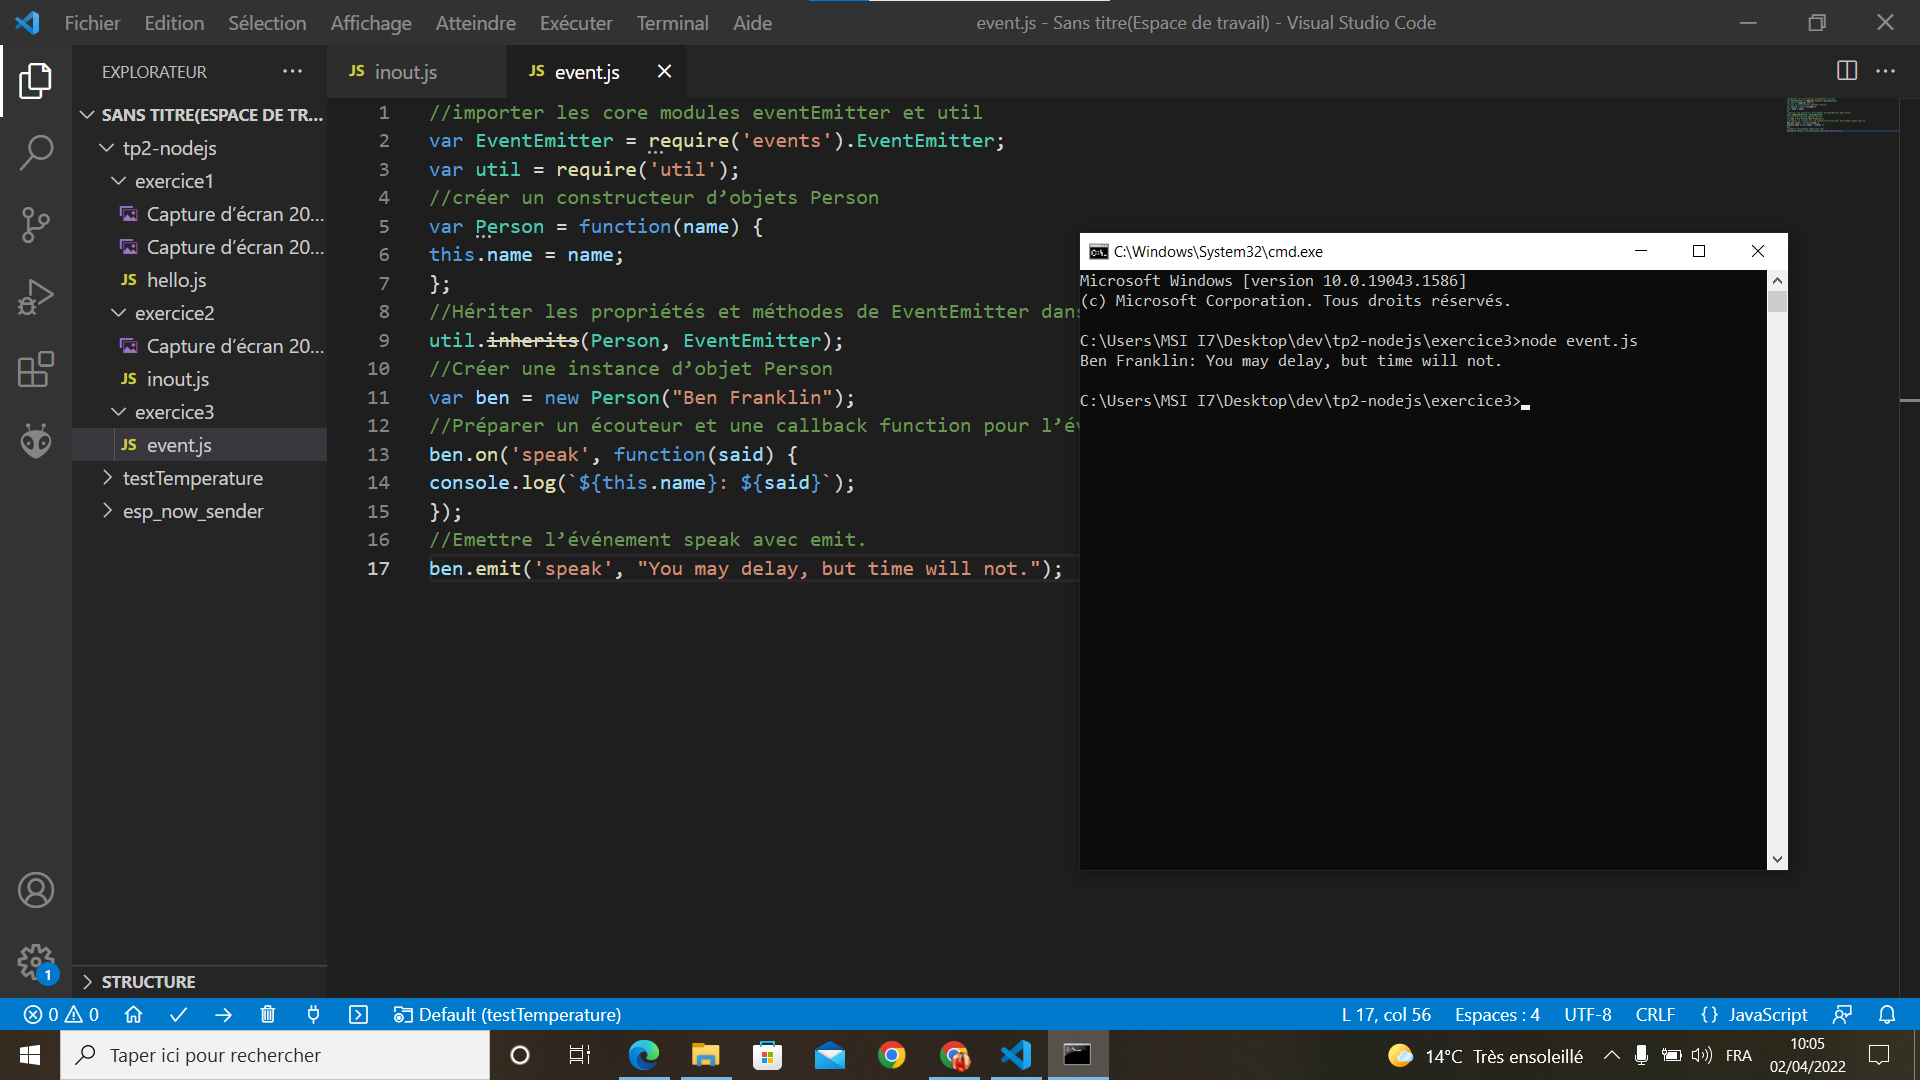 Fichier Edition Sélection Affichage Atteindre Exécuter Terminal Aide
event.js - Sans titre(Espace de travail) - Visual Studio Code
EXPLORATEUR
SANS TITRE(ESPACE DE TR...
tp2-nodejs
exercice1
Capture d'écran 20...
Capture d'écran 20...
JS hello.js
exercice2
Capture d'écran 20...
JS inout.js
exercice3
JS event.js
testTemperature
esp_now_sender
STRUCTURE
JS inout.js
JS event.js
1 //importer les core modules eventEmitter et util
2 var EventEmitter = require('events').EventEmitter;
3 var util = require('util');
4 //créer un constructeur d’objets Person
5 var Person = function(name) {
6 this.name = name;
7 };
8 //Hériter les propriétés et méthodes de EventEmitter dans
9 util.inherits(Person, EventEmitter);
10 //Créer une instance d’objet Person
11 var ben = new Person("Ben Franklin");
12 //Préparer un écouteur et une callback function pour l’é
13 ben.on('speak', function(said) {
14 console.log(`${this.name}: ${said}`);
15 });
16 //Emettre l’événement speak avec emit.
17 ben.emit('speak', "You may delay, but time will not.");
C:\Windows\System32\cmd.exe
Microsoft Windows [version 10.0.19043.1586]
(c) Microsoft Corporation. Tous droits réservés.
C:\Users\MSI I7\Desktop\dev\tp2-nodejs\exercice3>node event.js
Ben Franklin: You may delay, but time will not.
C:\Users\MSI I7\Desktop\dev\tp2-nodejs\exercice3>
1
0 0 Default (testTemperature)
L 17, col 56 Espaces : 4 UTF-8 CRLF {} JavaScript
Taper ici pour rechercher
14°C Très ensoleillé
FRA
10:05
02/04/2022